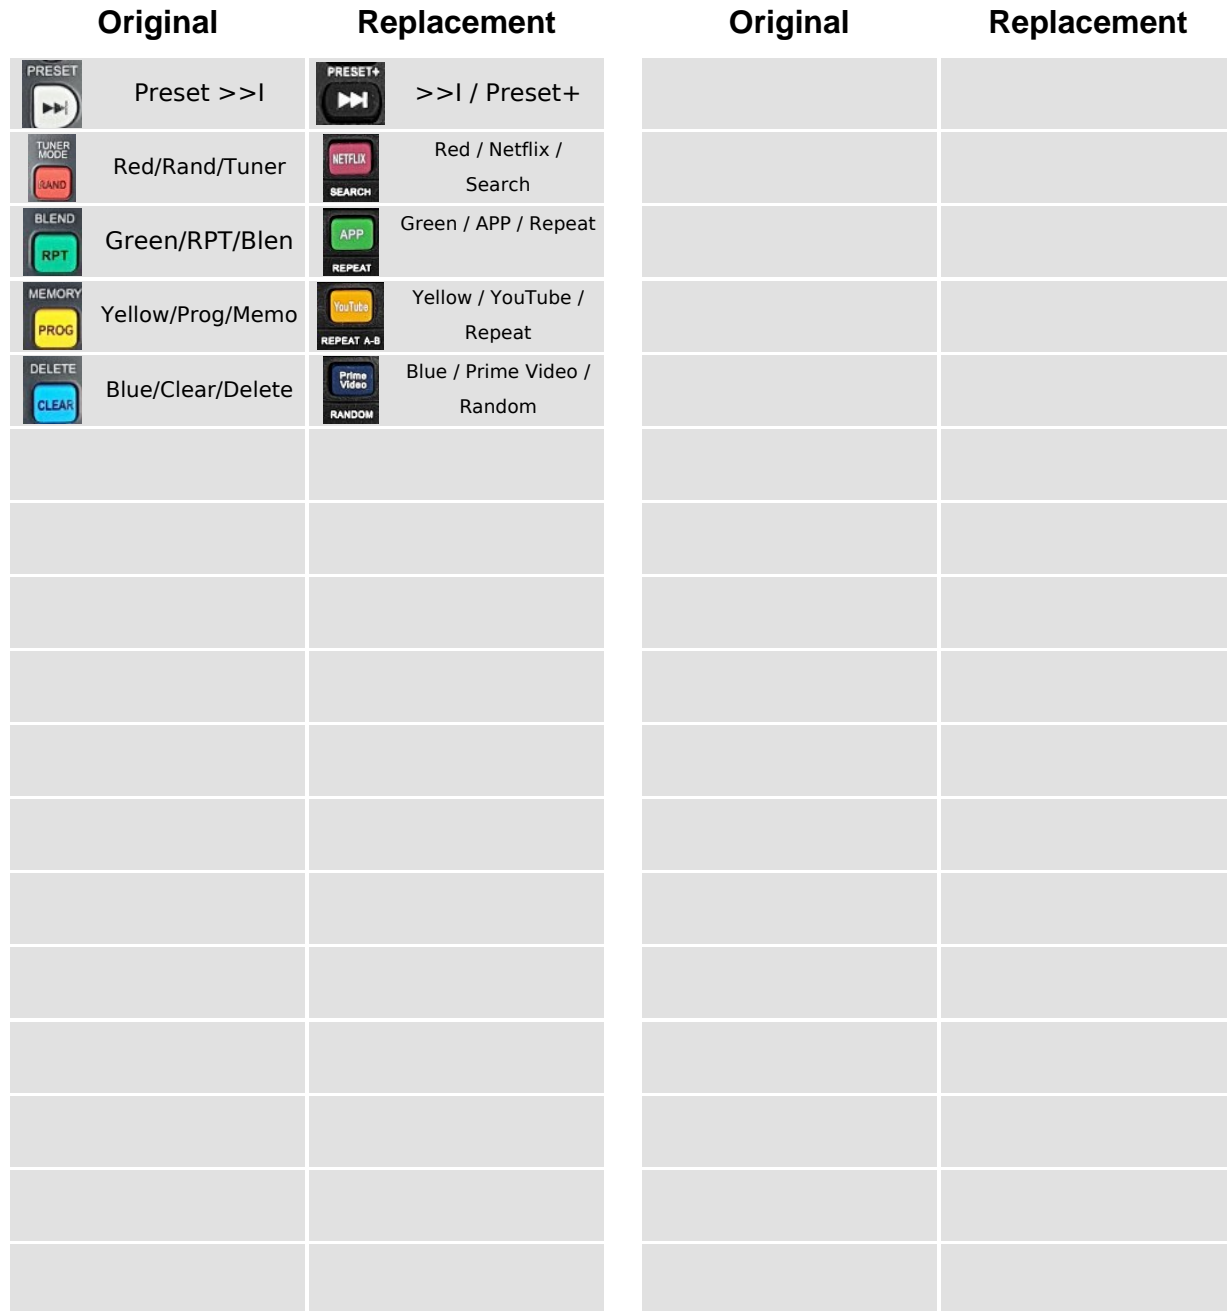 Original Replacement Original Replacement
PRESET Preset >>I PRESET+ >>I / Preset+
TUNER
MODE
RAND Red/Rand/Tuner NETFLIX
SEARCH Red / Netflix /
Search
BLEND
RPT Green/RPT/Blen APP
REPEAT Green / APP / Repeat
MEMORY
PROG Yellow/Prog/Memo YouTube
REPEAT A-B Yellow / YouTube /
Repeat
DELETE
CLEAR Blue/Clear/Delete Prime
Video
RANDOM Blue / Prime Video /
Random